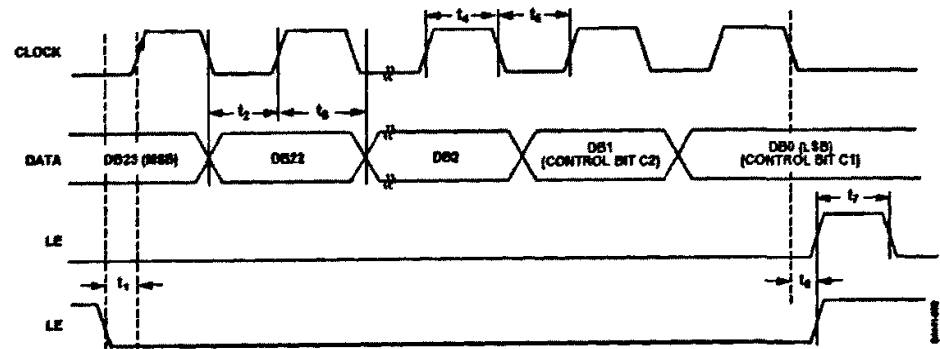 t4 t5
CLOCK
t2 t3
DATA DB23 (MSB) DB22 DB2 DB1 (CONTROL BIT C2) DB0 (LSB) (CONTROL BIT C1)
t7
LE
t1 t6
LE